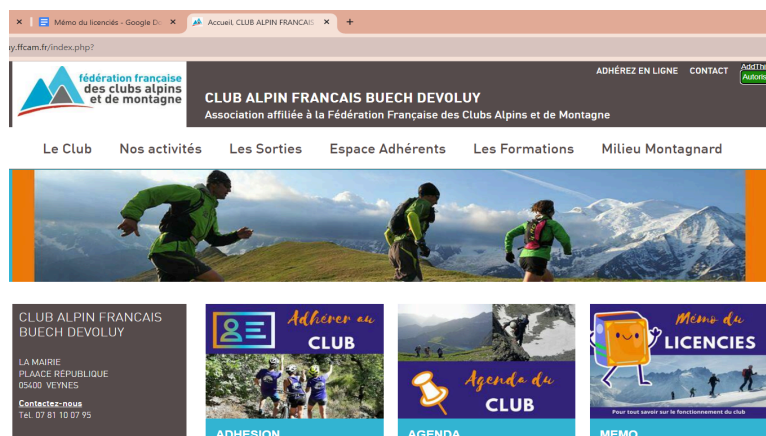 Mémo du licenciés - Google Do
Accueil, CLUB ALPIN FRANCAIS
uy.ffcam.fr/index.php?
fédération française
des clubs alpins
et de montagne
ADHÉREZ EN LIGNE CONTACT
AddThi
Autoris
CLUB ALPIN FRANCAIS BUECH DEVOLUY
Association affiliée à la Fédération Française des Clubs Alpins et de Montagne
Le Club Nos activités Les Sorties Espace Adhérents Les Formations Milieu Montagnard
CLUB ALPIN FRANCAIS
BUECH DEVOLUY
LA MAIRIE
PLAACE RÉPUBLIQUE
05400 VEYNES
Contactez-nous
Tél. 07 81 10 07 95
Adhérer au
CLUB
ADHESION
Agenda du
CLUB
AGENDA
Mémo du
LICENCIES
Pour tout savoir sur le fonctionnement du club
MEMO